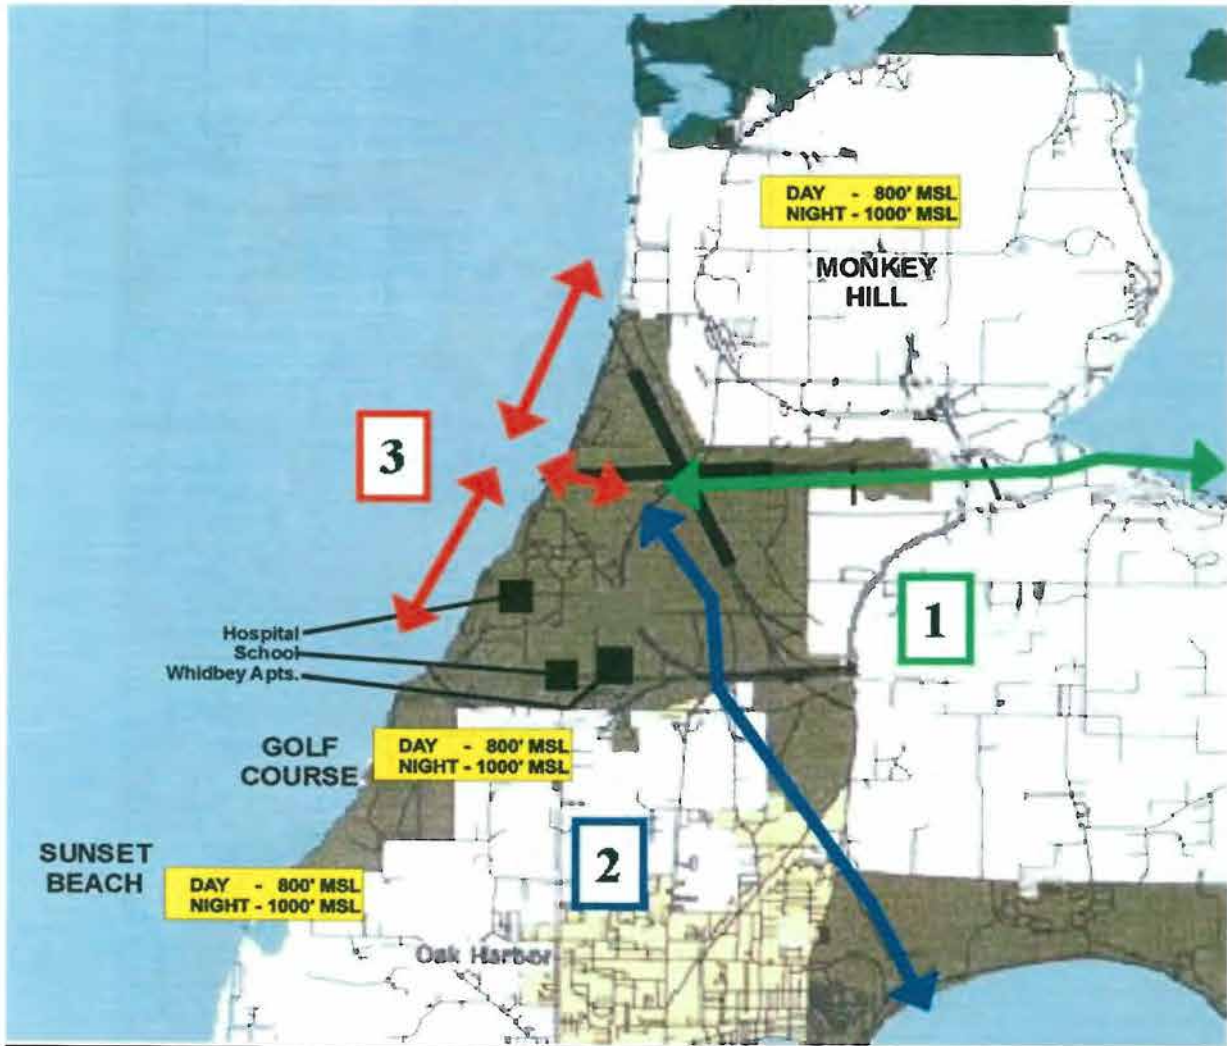 DAY - 800' MSL
NIGHT - 1000' MSL
MONKEY
HILL
3
1
Hospital
School
Whidbey Apts.
GOLF
COURSE
DAY - 800' MSL
NIGHT - 1000' MSL
2
SUNSET
BEACH
DAY - 800' MSL
NIGHT - 1000' MSL
Oak Harbor